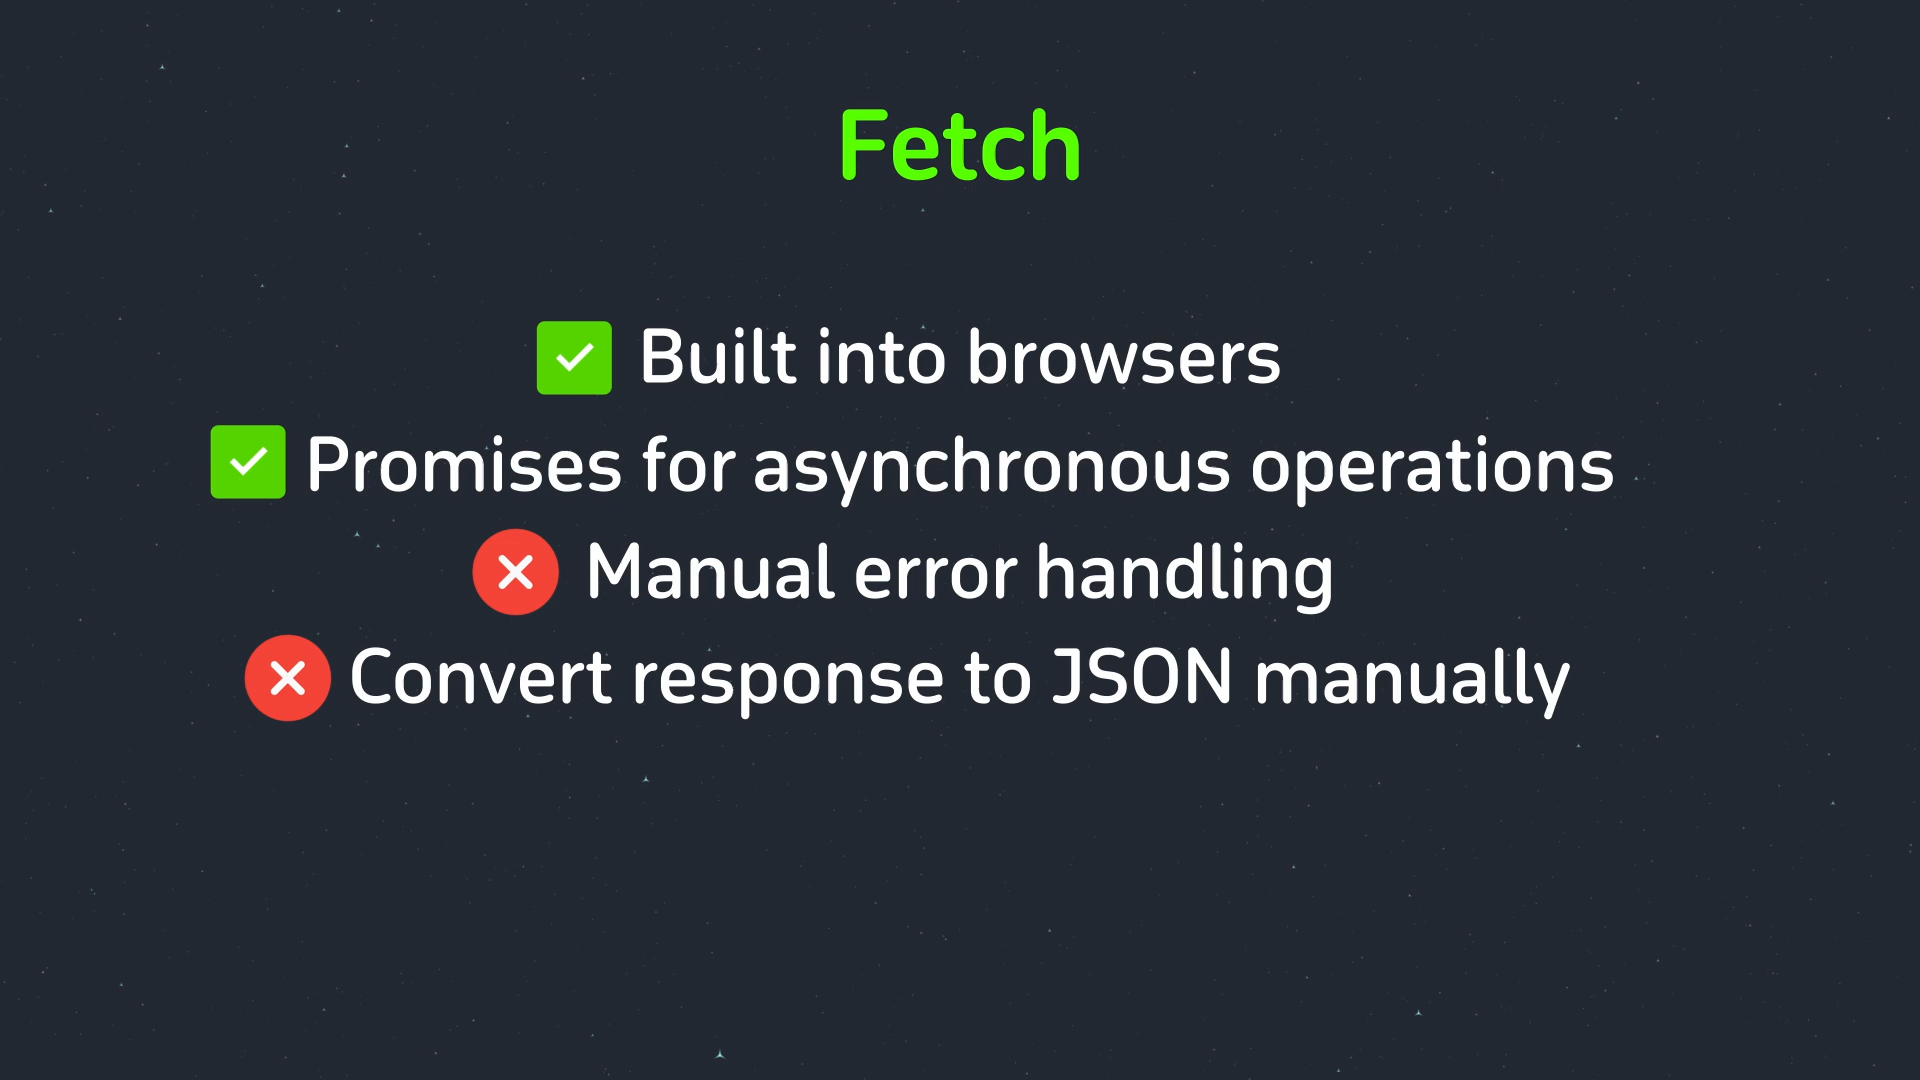 Fetch
✅ Built into browsers
✅ Promises for asynchronous operations
❌ Manual error handling
❌ Convert response to JSON manually